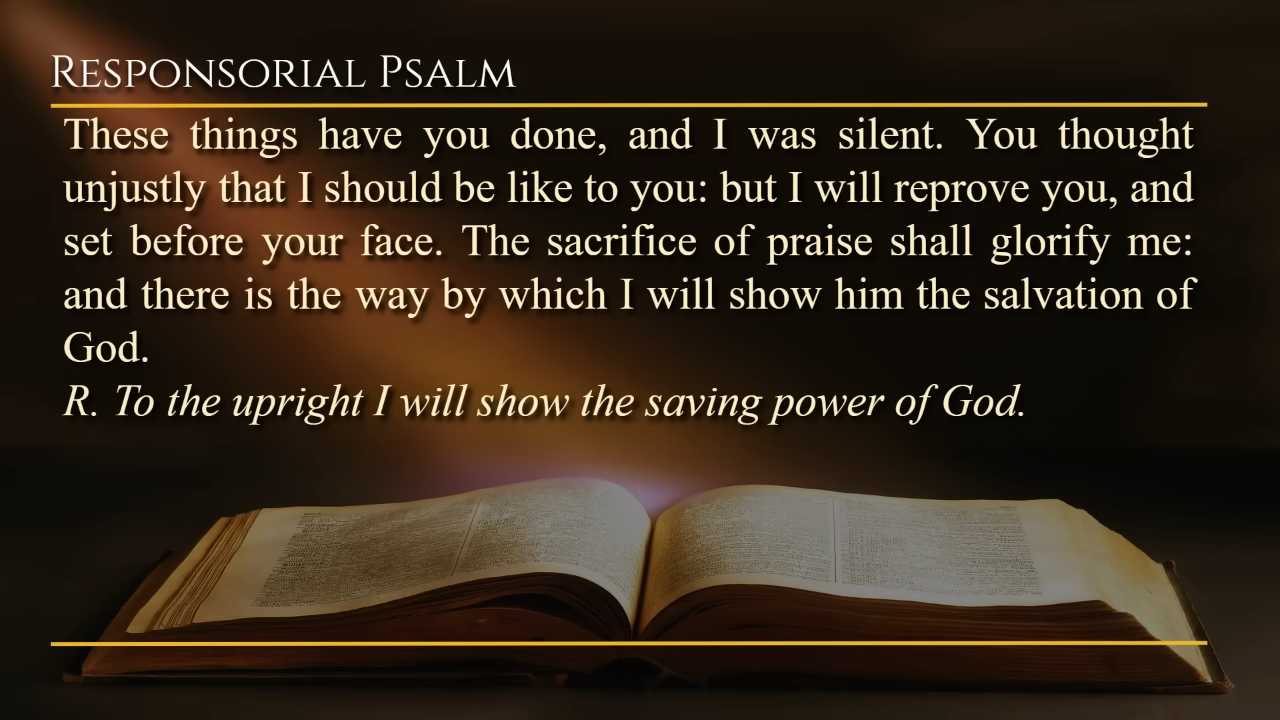 Responsorial Psalm
These things have you done, and I was silent. You thought
unjustly that I should be like to you: but I will reprove you, and
set before your face. The sacrifice of praise shall glorify me:
and there is the way by which I will show him the salvation of
God.
R. To the upright I will show the saving power of God.